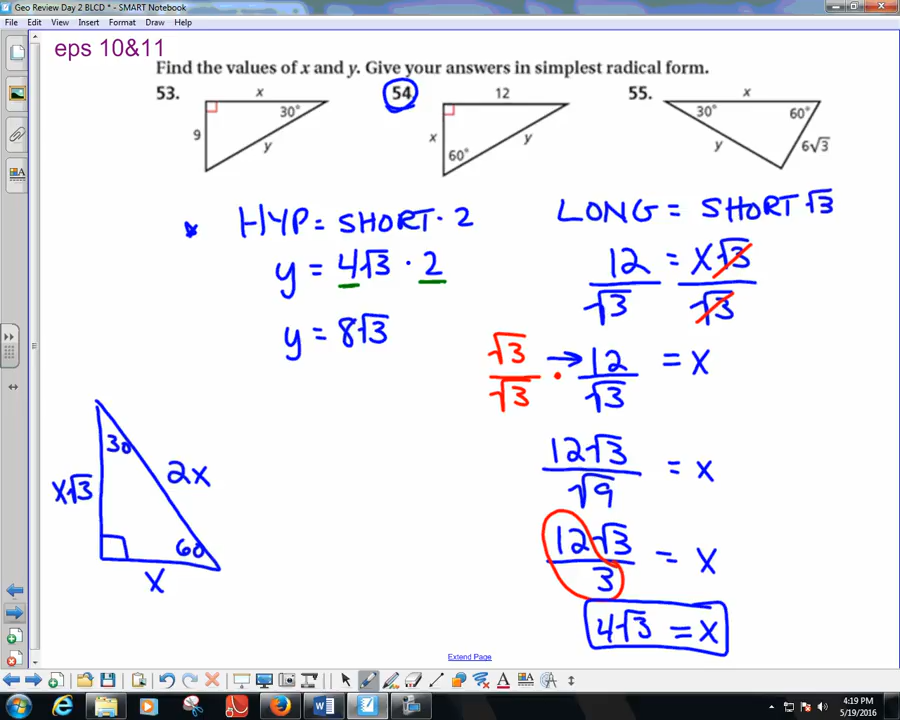 Geo Review Day 2 BLCD * - SMART Notebook
File Edit View Insert Format Draw Help
eps 10&11
Find the values of x and y. Give your answers in simplest radical form.
53. x 30° 9 y
54. 12 x 60° y
55. x 30° 60° y 6√3
HYP = SHORT · 2
y = 4√3 · 2
y = 8√3
LONG = SHORT √3
12 = x√3
√3 √3
√3 → 12 = x
√3 · √3
12√3 = x
√9
12√3 = x
3
4√3 = x
30
x√3 2x
60
x
Extend Page
A
W
4:19 PM
5/19/2016